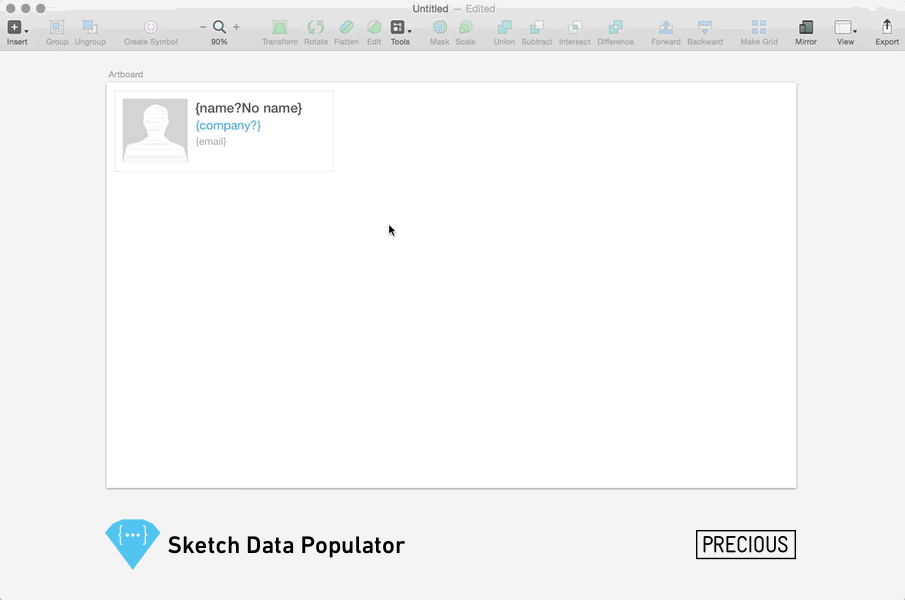 Untitled — Edited
Insert Group Ungroup Create Symbol 90% Transform Rotate Flatten Edit Tools Mask Scale Union Subtract Intersect Difference Forward Backward Make Grid Mirror View Export
Artboard
{name?No name}
{company?}
{email}
{···} Sketch Data Populator
PRECIOUS